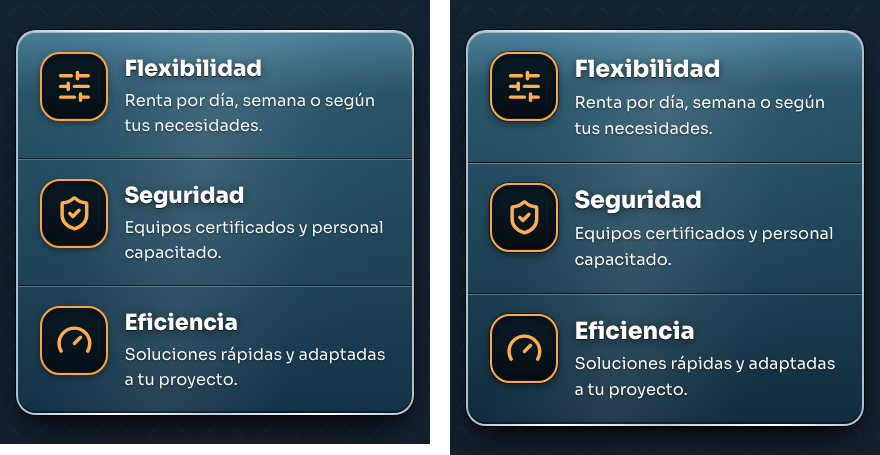 Flexibilidad
Renta por día, semana o según
tus necesidades.
Seguridad
Equipos certificados y personal
capacitado.
Eficiencia
Soluciones rápidas y adaptadas
a tu proyecto.
Flexibilidad
Renta por día, semana o según
tus necesidades.
Seguridad
Equipos certificados y personal
capacitado.
Eficiencia
Soluciones rápidas y adaptadas
a tu proyecto.